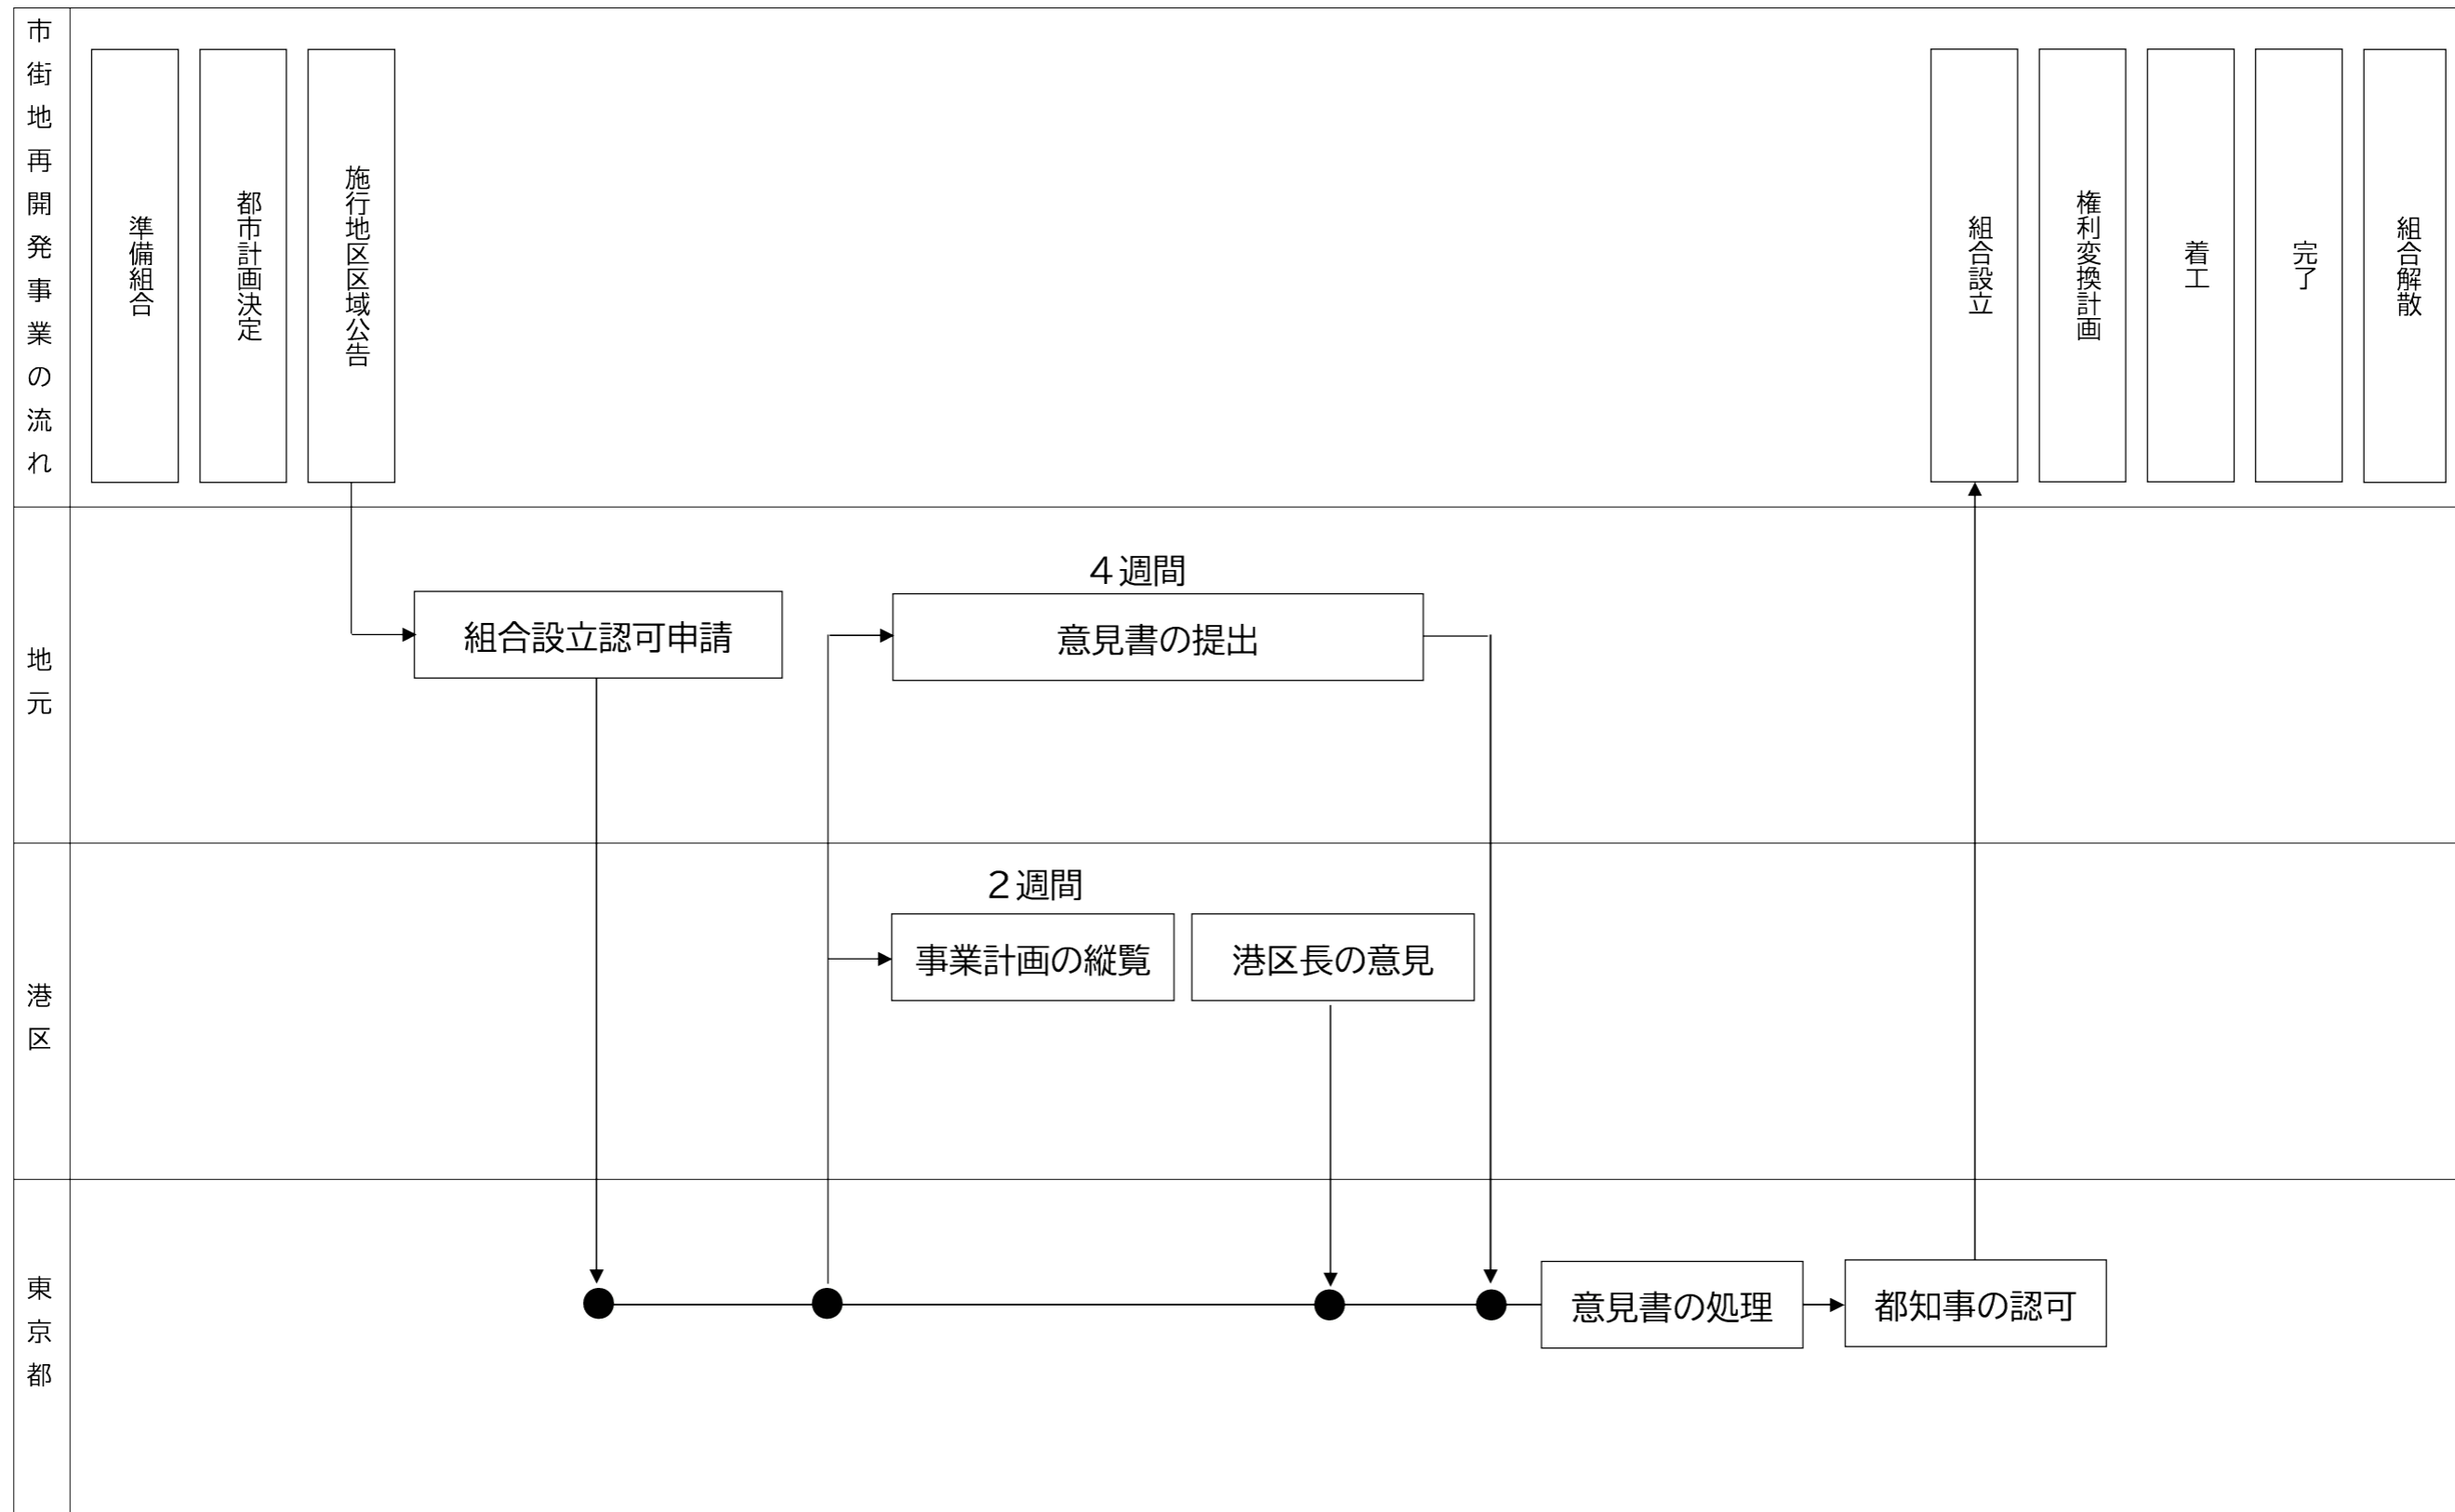 市街地再開発事業の流れ
準備組合
都市計画決定
施行地区区域公告
組合設立
権利変換計画
着工
完了
組合解散
地元
組合設立認可申請
４週間
意見書の提出
港区
２週間
事業計画の縦覧
港区長の意見
東京都
意見書の処理
都知事の認可